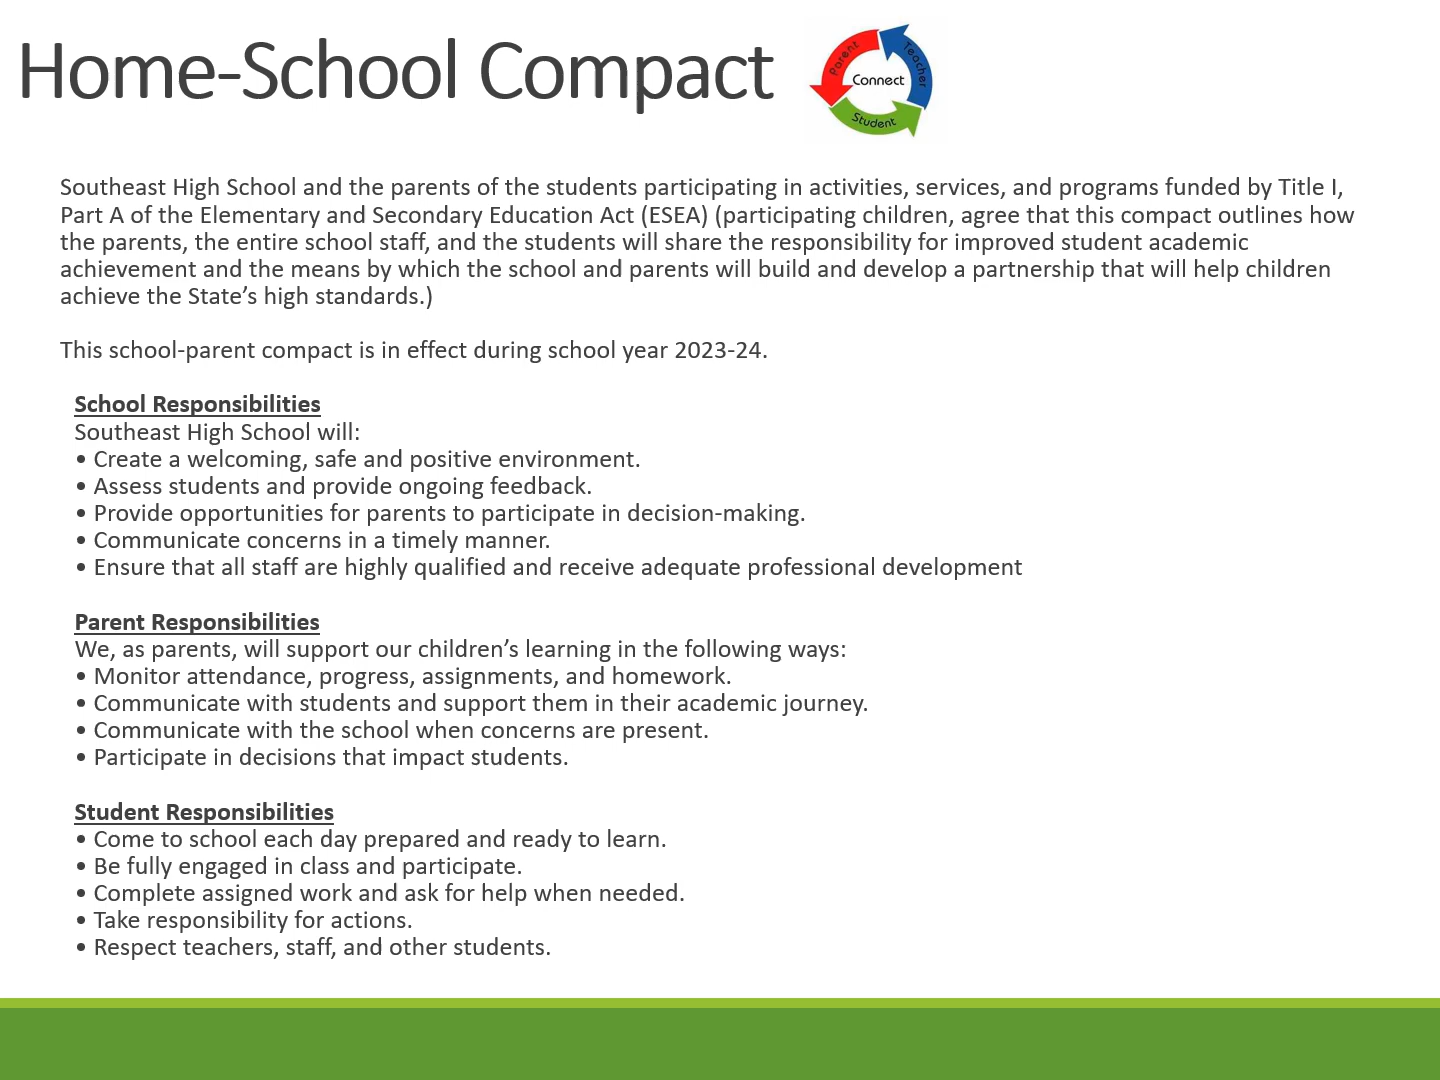 Home-School Compact
Parent
Teacher
Connect
Student
Southeast High School and the parents of the students participating in activities, services, and programs funded by Title I,
Part A of the Elementary and Secondary Education Act (ESEA) (participating children, agree that this compact outlines how
the parents, the entire school staff, and the students will share the responsibility for improved student academic
achievement and the means by which the school and parents will build and develop a partnership that will help children
achieve the State’s high standards.)
This school-parent compact is in effect during school year 2023-24.
School Responsibilities
Southeast High School will:
• Create a welcoming, safe and positive environment.
• Assess students and provide ongoing feedback.
• Provide opportunities for parents to participate in decision-making.
• Communicate concerns in a timely manner.
• Ensure that all staff are highly qualified and receive adequate professional development
Parent Responsibilities
We, as parents, will support our children’s learning in the following ways:
• Monitor attendance, progress, assignments, and homework.
• Communicate with students and support them in their academic journey.
• Communicate with the school when concerns are present.
• Participate in decisions that impact students.
Student Responsibilities
• Come to school each day prepared and ready to learn.
• Be fully engaged in class and participate.
• Complete assigned work and ask for help when needed.
• Take responsibility for actions.
• Respect teachers, staff, and other students.